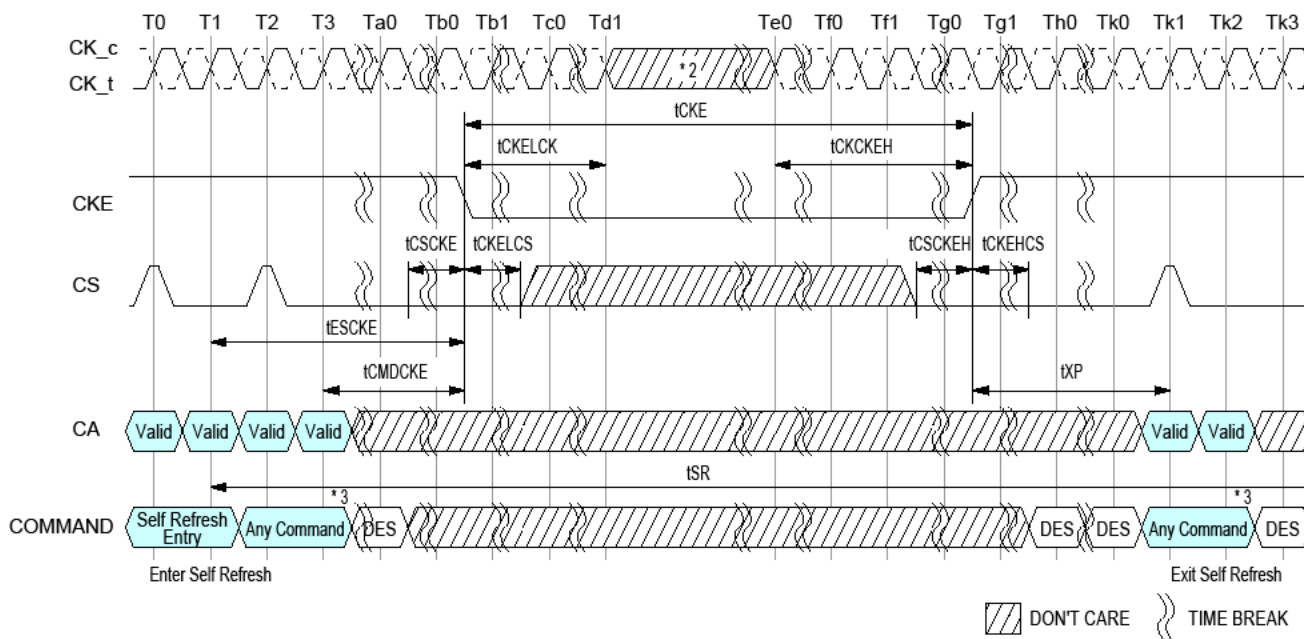 T0 T1 T2 T3 Ta0 Tb0 Tb1 Tc0 Td1 Te0 Tf0 Tf1 Tg0 Tg1 Th0 Tk0 Tk1 Tk2 Tk3
CK_c
CK_t
* 2
tCKE
tCKELCK tCKCKEH
CKE
tCSCKE tCKELCS tCSCKEH tCKEHCS
CS
tESCKE
tCMDCKE tXP
CA Valid Valid Valid Valid Valid Valid
tSR
* 3 * 3
COMMAND Self Refresh Entry Any Command DES DES DES Any Command DES
Enter Self Refresh Exit Self Refresh
DON'T CARE TIME BREAK